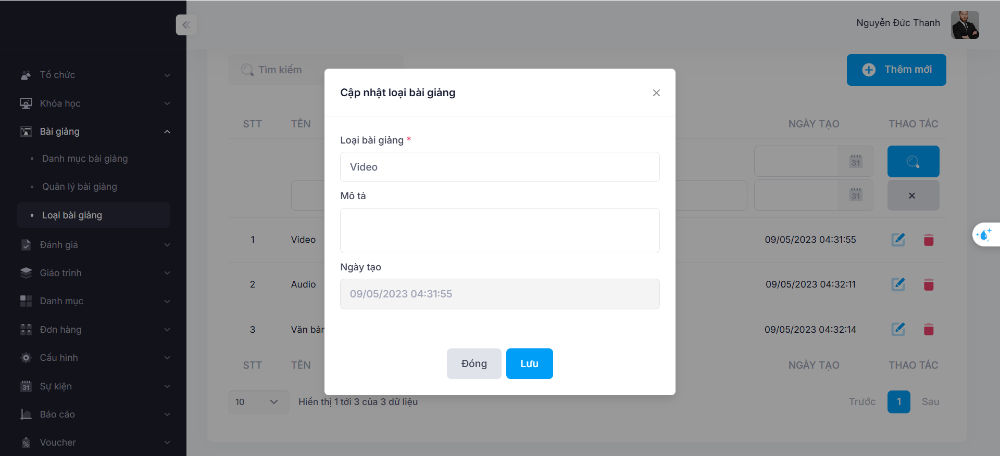 Nguyễn Đức Thanh
Tổ chức
Khóa học
Bài giảng
Danh mục bài giảng
Quản lý bài giảng
Loại bài giảng
Đánh giá
Giáo trình
Danh mục
Đơn hàng
Cấu hình
31 Sự kiện
Báo cáo
% Voucher
Tìm kiếm
Thêm mới
STT TÊN NGÀY TẠO THAO TÁC
31
31
1 Video 09/05/2023 04:31:55
2 Audio 09/05/2023 04:32:11
3 Văn bản 09/05/2023 04:32:14
STT TÊN NGÀY TẠO THAO TÁC
10 Hiển thị 1 tới 3 của 3 dữ liệu Trước 1 Sau
Cập nhật loại bài giảng
Loại bài giảng *
Video
Mô tả
Ngày tạo
09/05/2023 04:31:55
Đóng Lưu